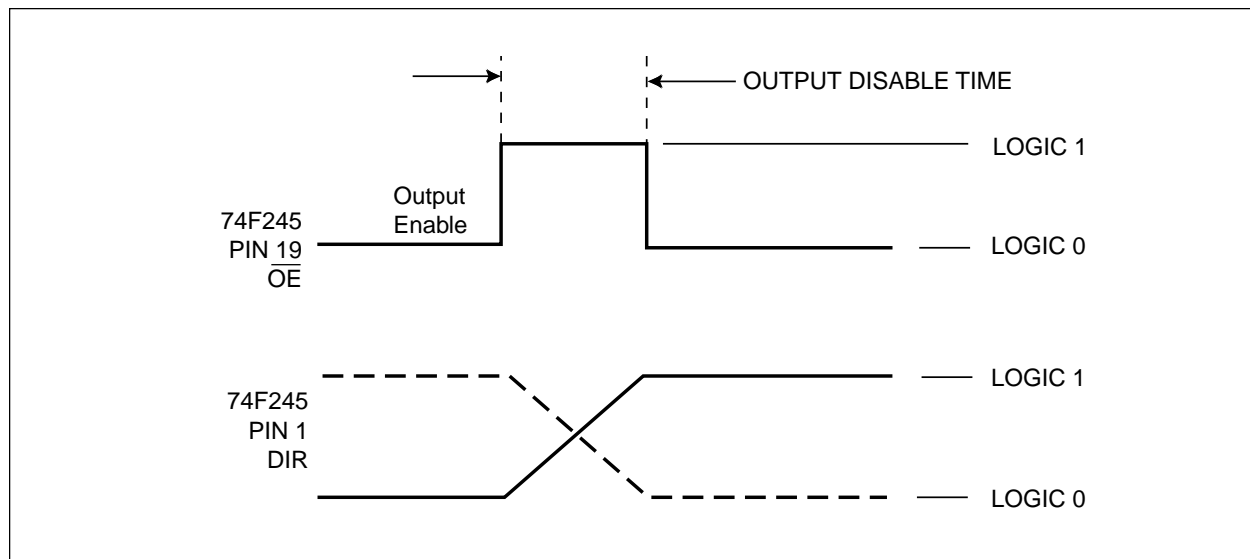 OUTPUT DISABLE TIME
LOGIC 1
Output
Enable
74F245
PIN 19
OE
LOGIC 0
LOGIC 1
74F245
PIN 1
DIR
LOGIC 0